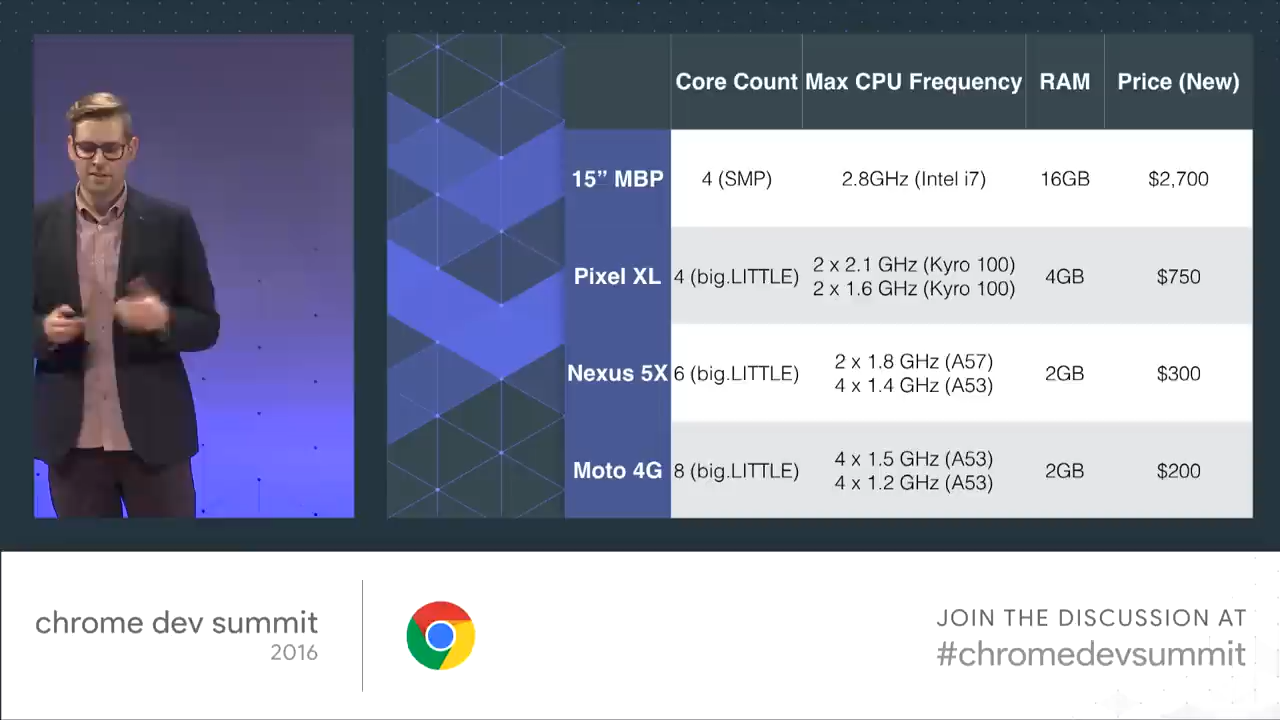 Core Count Max CPU Frequency RAM Price (New)
15” MBP 4 (SMP) 2.8GHz (Intel i7) 16GB $2,700
Pixel XL 4 (big.LITTLE) 2 x 2.1 GHz (Kyro 100) 4GB $750
2 x 1.6 GHz (Kyro 100)
Nexus 5X 6 (big.LITTLE) 2 x 1.8 GHz (A57) 2GB $300
4 x 1.4 GHz (A53)
Moto 4G 8 (big.LITTLE) 4 x 1.5 GHz (A53) 2GB $200
4 x 1.2 GHz (A53)
chrome dev summit
2016
JOIN THE DISCUSSION AT
#chromedevsummit